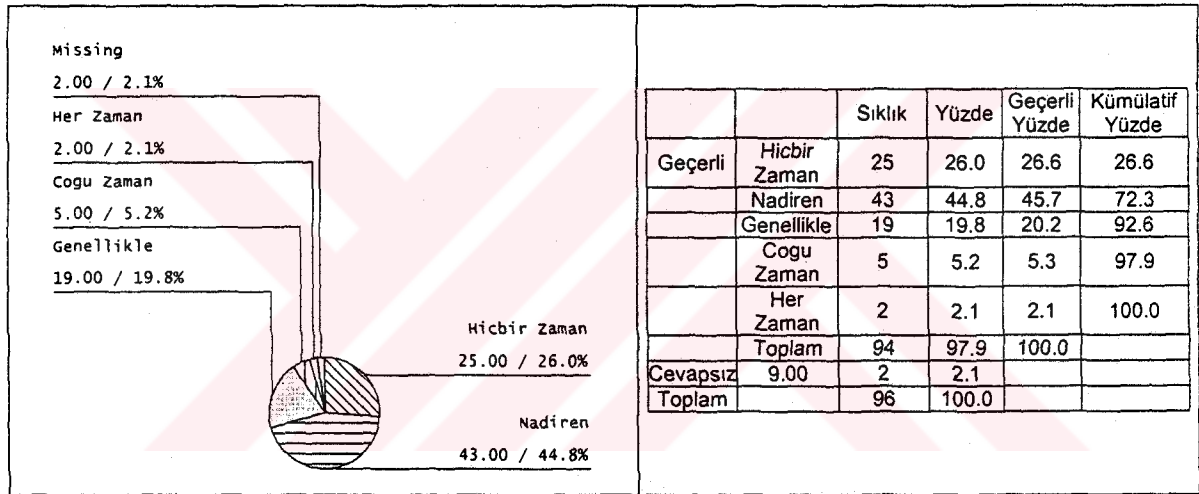 Missing
2.00 / 2.1%
Her Zaman
2.00 / 2.1%
Cogu Zaman
5.00 / 5.2%
Genellikle
19.00 / 19.8%
Hicbir Zaman
25.00 / 26.0%
Nadiren
43.00 / 44.8%
Sıklık Yüzde Geçerli Yüzde Kümülatif Yüzde
Geçerli Hicbir Zaman 25 26.0 26.6 26.6
Nadiren 43 44.8 45.7 72.3
Genellikle 19 19.8 20.2 92.6
Cogu Zaman 5 5.2 5.3 97.9
Her Zaman 2 2.1 2.1 100.0
Toplam 94 97.9 100.0
Cevapsız 9.00 2 2.1
Toplam 96 100.0